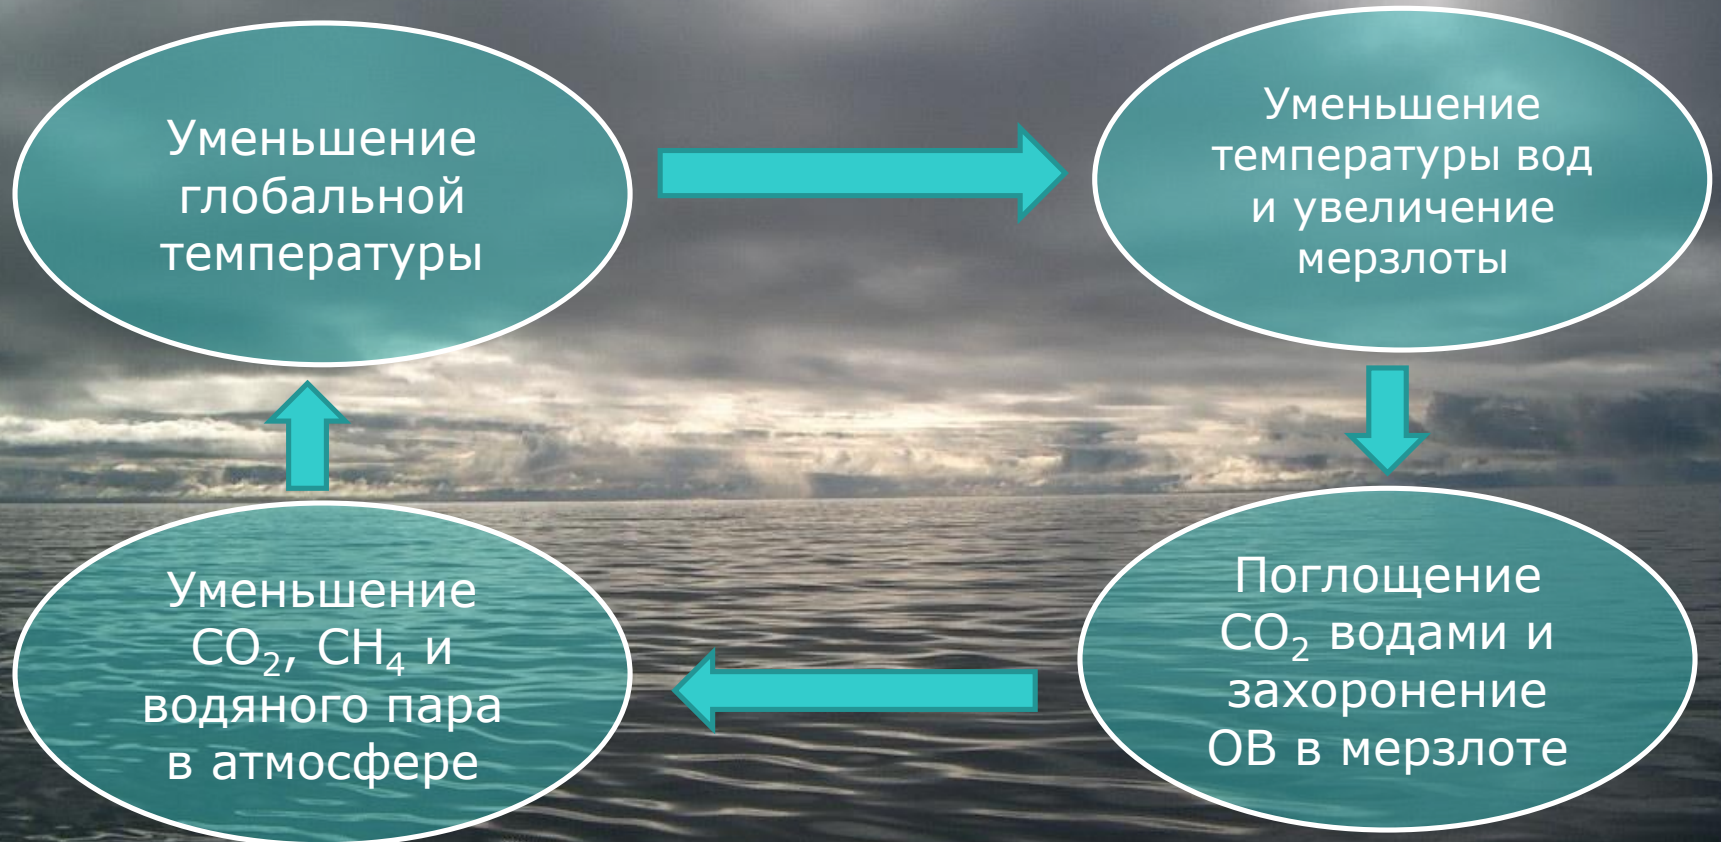 Уменьшение
глобальной
температуры
Уменьшение
температуры вод
и увеличение
мерзлоты
Поглощение
CO₂ водами и
захоронение
ОВ в мерзлоте
Уменьшение
CO₂, CH₄ и
водяного пара
в атмосфере